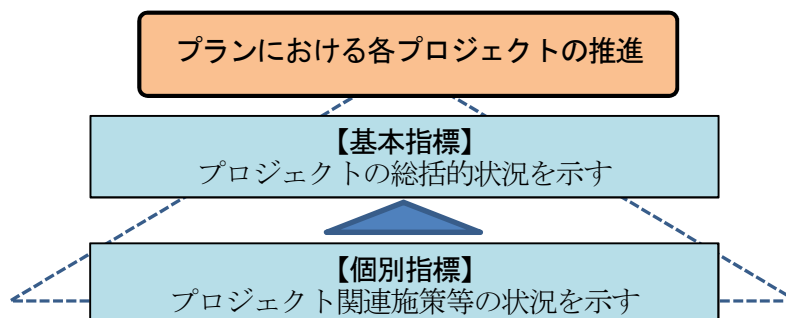 プランにおける各プロジェクトの推進
【基本指標】
プロジェクトの総括的状況を示す
【個別指標】
プロジェクト関連施策等の状況を示す